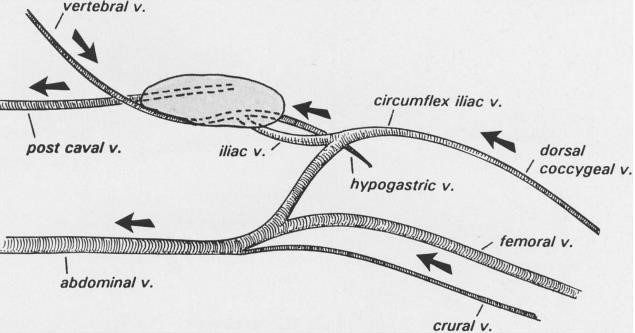 vertebral v.
circumflex iliac v.
post caval v.
iliac v.
dorsal
coccygeal v.
hypogastric v.
femoral v.
abdominal v.
crural v.